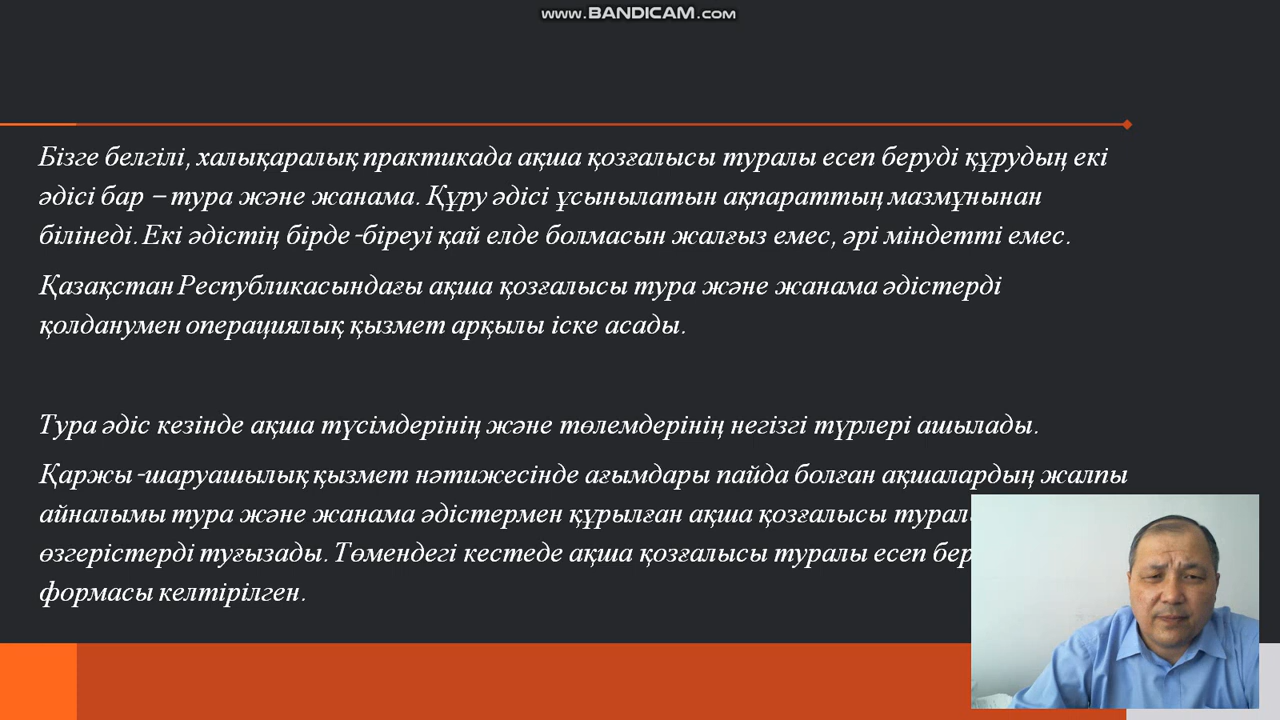 www.BANDICAM.com
Бізге белгілі, халықаралық практикада ақша қозғалысы туралы есеп беруді құрудың екі
әдісі бар – тура және жанама. Құру әдісі ұсынылатын ақпараттың мазмұнынан
білінеді. Екі әдістің бірде-біреуі қай елде болмасын жалғыз емес, әрі міндетті емес.
Қазақстан Республикасындағы ақша қозғалысы тура және жанама әдістерді
қолданумен операциялық қызмет арқылы іске асады.
Тура әдіс кезінде ақша түсімдерінің және төлемдерінің негізгі түрлері ашылады.
Қаржы-шаруашылық қызмет нәтижесінде ағымдары пайда болған ақшалардың жалпы
айналымы тура және жанама әдістермен құрылған ақша қозғалысы
өзгерістерді туғызады. Төмендегі кестеде ақша қозғалысы туралы есеп
формасы келтірілген.